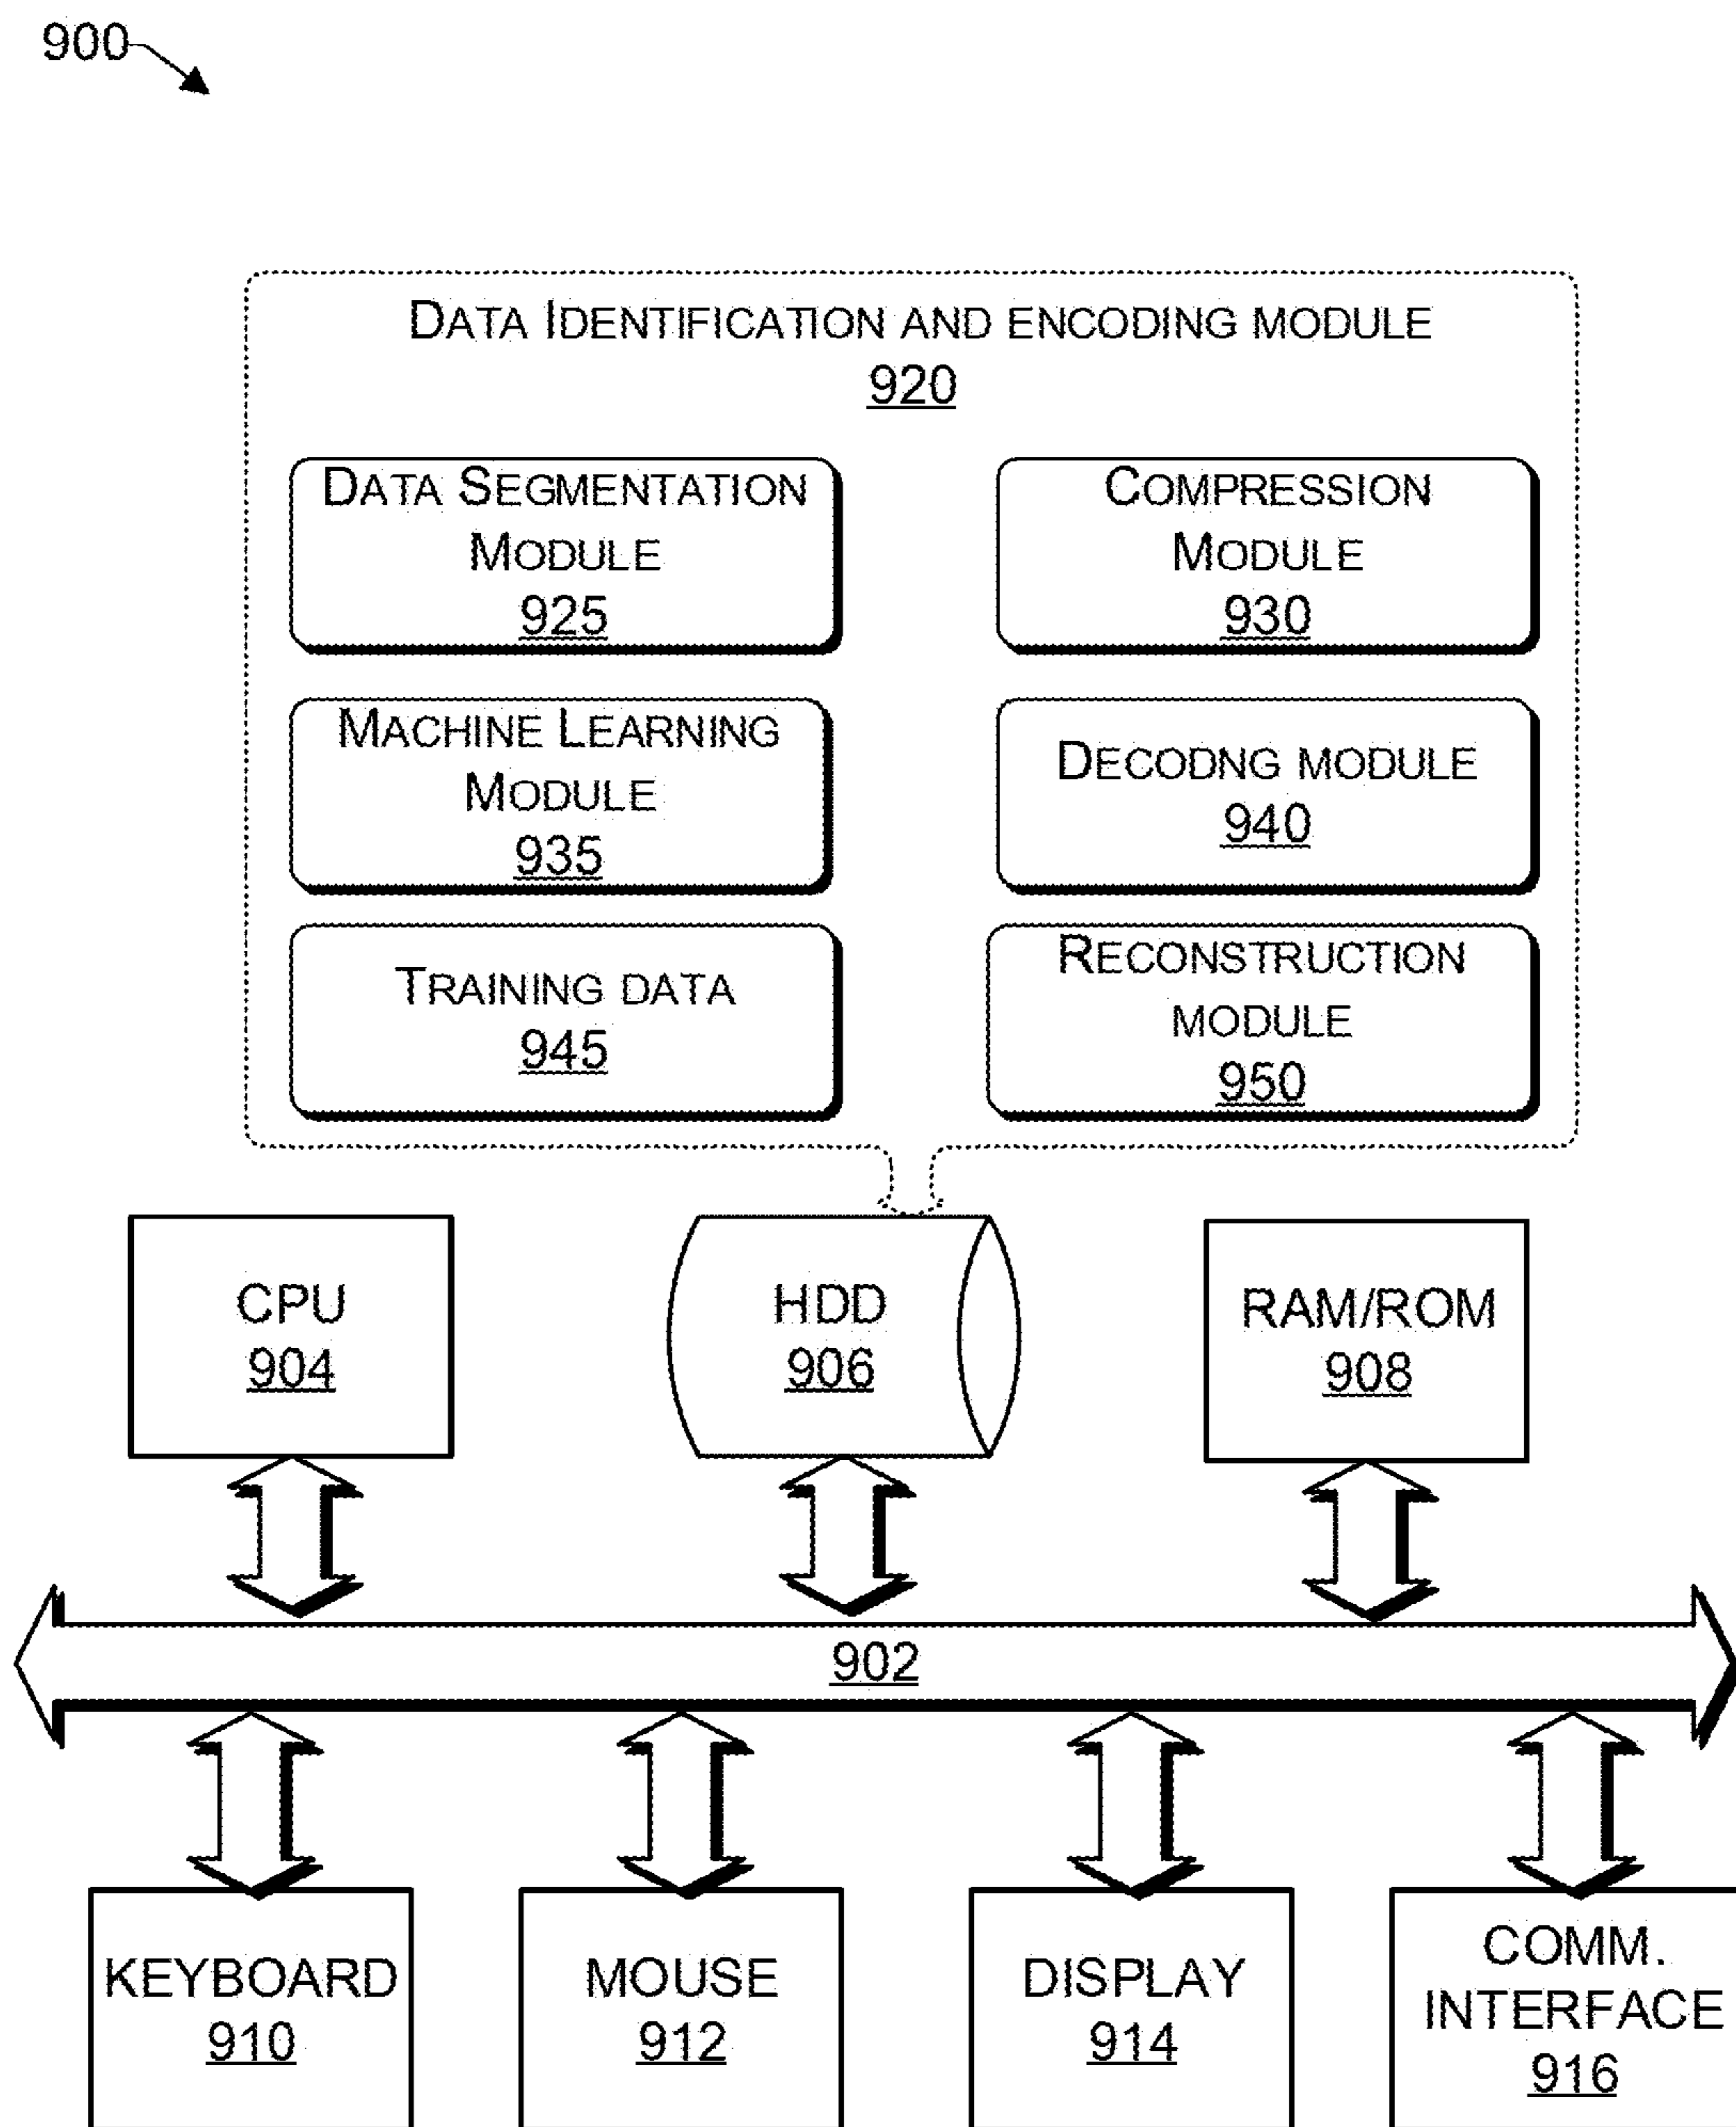 900
DATA IDENTIFICATION AND ENCODING MODULE
920
DATA SEGMENTATION
MODULE
925
COMPRESSION
MODULE
930
MACHINE LEARNING
MODULE
935
DECODNG MODULE
940
TRAINING DATA
945
RECONSTRUCTION
MODULE
950
CPU
904
HDD
906
RAM/ROM
908
902
KEYBOARD
910
MOUSE
912
DISPLAY
914
COMM.
INTERFACE
916